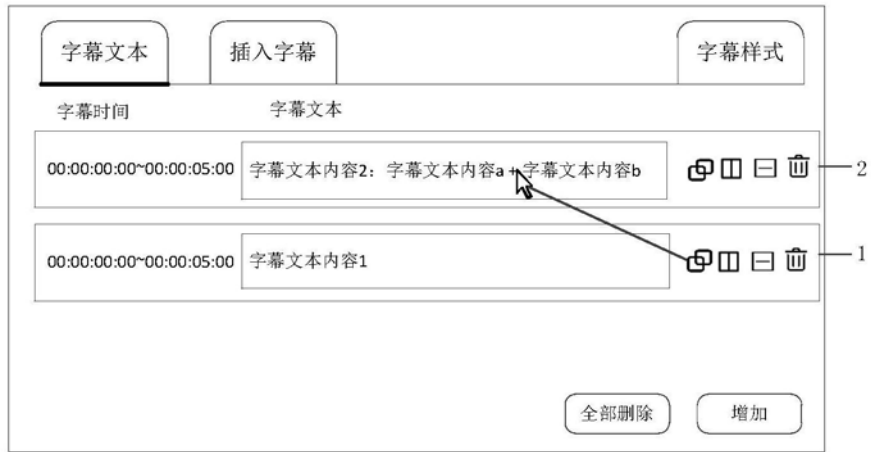 字幕文本 插入字幕 字幕样式
字幕时间 字幕文本
00:00:00:00~00:00:05:00 字幕文本内容2：字幕文本内容a+字幕文本内容b 2
00:00:00:00~00:00:05:00 字幕文本内容1 1
全部删除 增加